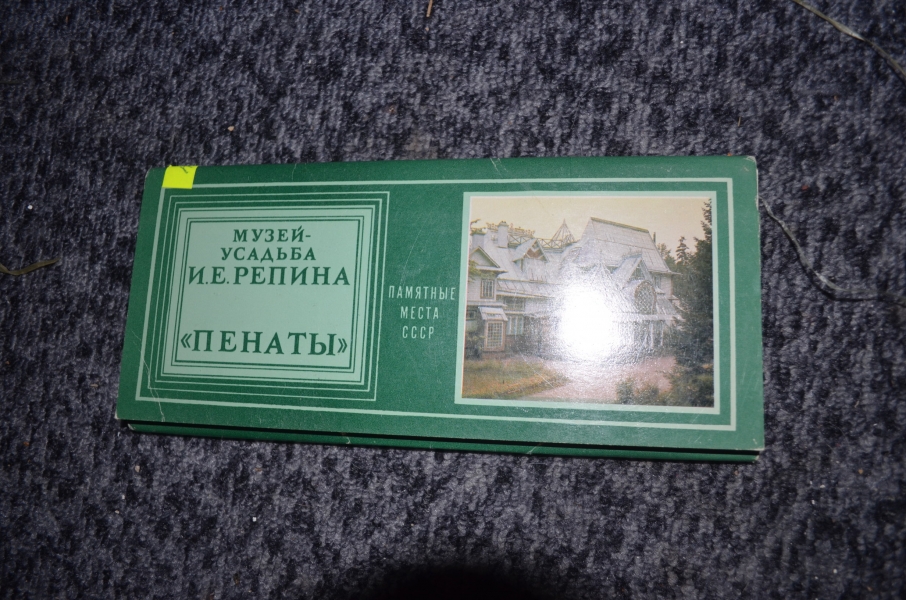 МУЗЕЙ-
УСАДЬБА
И.Е.РЕПИНА
«ПЕНАТЫ»
ПАМЯТНЫЕ
МЕСТА
СССР